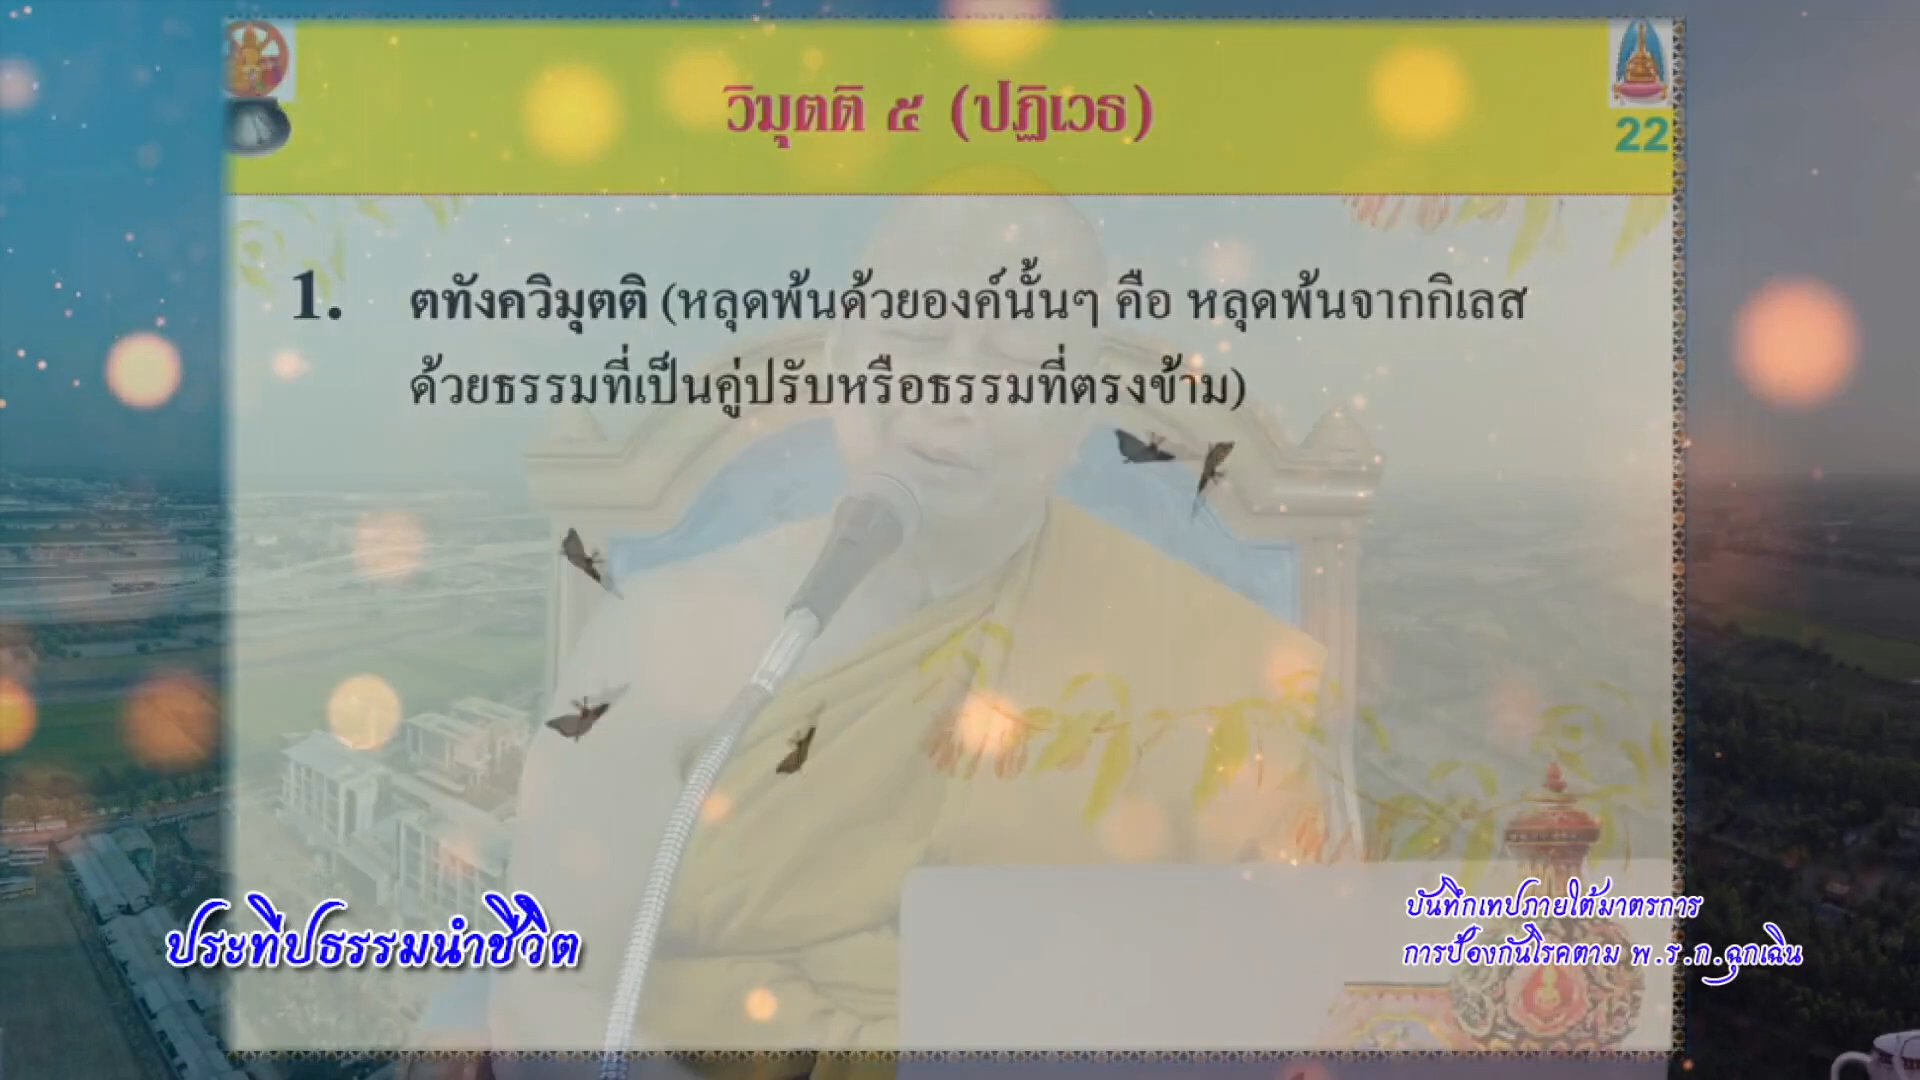 วิมุตติ ๕ (ปฏิเวธ)
22
1. ตทังควิมุตติ (หลุดพ้นด้วยองค์นั้นๆ คือ หลุดพ้นจากกิเลส
ด้วยธรรมที่เป็นคู่ปรับหรือธรรมที่ตรงข้าม)
ประทีปธรรมนำชีวิต
บันทึกเทปภายใต้มาตรการ
การป้องกันโรคตาม พ.ร.ก.ฉุกเฉิน